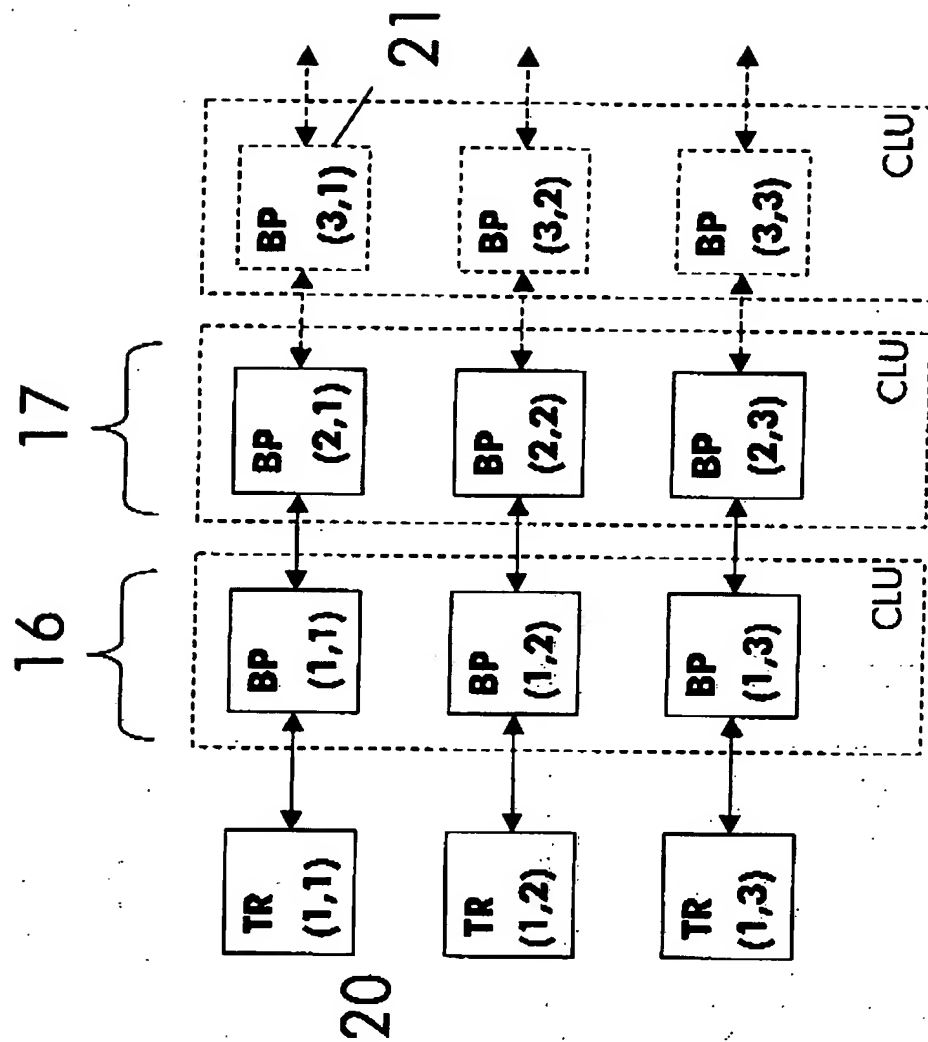 16
17
21
20
TR
(1,1)
BP
(1,1)
BP
(2,1)
BP
(3,1)
TR
(1,2)
BP
(1,2)
BP
(2,2)
BP
(3,2)
TR
(1,3)
BP
(1,3)
BP
(2,3)
BP
(3,3)
CLU
CLU
CLU